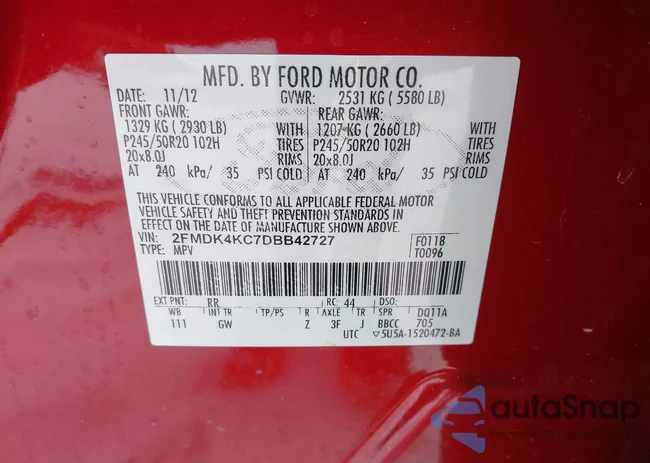 MFD. BY FORD MOTOR CO.
DATE: 11/12 GVWR: 2531 KG ( 5580 LB)
FRONT GAWR: REAR GAWR:
1329 KG ( 2930 LB) WITH 1207 KG ( 2660 LB) WITH
P245/50R20 102H TIRES P245/50R20 102H TIRES
20x8.0J RIMS 20x8.0J RIMS
AT 240 kPa/ 35 PSI COLD AT 240 kPa/ 35 PSI COLD
THIS VEHICLE CONFORMS TO ALL APPLICABLE FEDERAL MOTOR
VEHICLE SAFETY AND THEFT PREVENTION STANDARDS IN
EFFECT ON THE DATE OF MANUFACTURE SHOWN ABOVE.
VIN: 2FMDK4KC7DBB42727 F0118
TYPE: MPV T0096
EXT PNT: RR RC: 44 DSO:
WB INT TR TP/PS R AXLE TR SPR DQ11A
111 GW Z 3F J BBCC 705
UTC 5U5A-1520472-BA
autoSnap